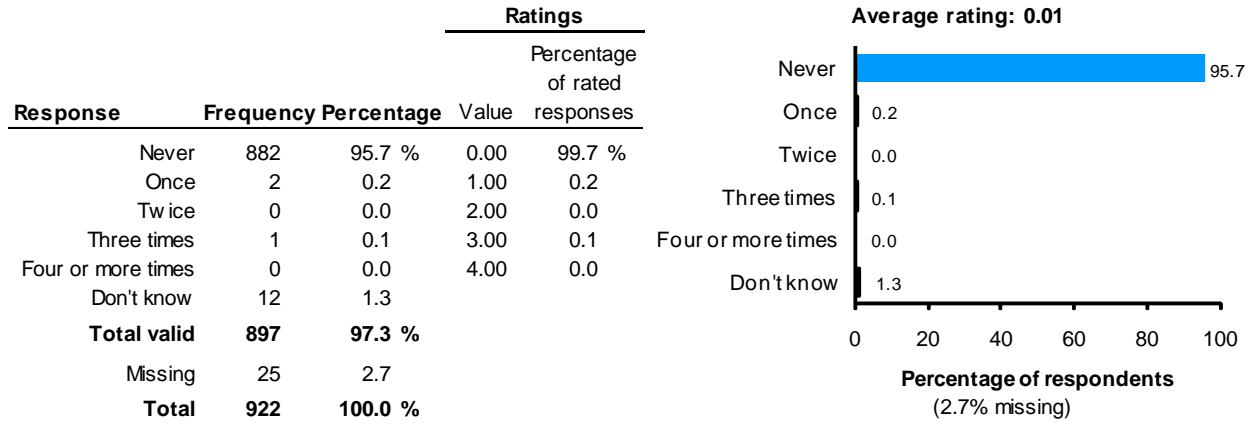 Ratings
Response Frequency Percentage Value Percentage of rated responses
Never 882 95.7 % 0.00 99.7 %
Once 2 0.2 1.00 0.2
Twice 0 0.0 2.00 0.0
Three times 1 0.1 3.00 0.1
Four or more times 0 0.0 4.00 0.0
Don't know 12 1.3
Total valid 897 97.3 %
Missing 25 2.7
Total 922 100.0 %
Average rating: 0.01
Never 95.7
Once 0.2
Twice 0.0
Three times 0.1
Four or more times 0.0
Don't know 1.3
0 20 40 60 80 100
Percentage of respondents
(2.7% missing)